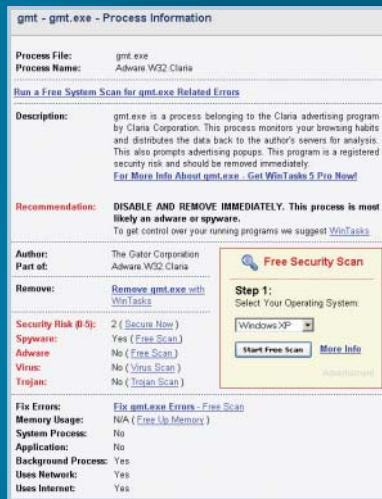 gmt - gmt.exe - Process Information
Process File: gmt.exe
Process Name: Adware.W32.Claria
Run a Free System Scan for gmt.exe Related Errors
Description: gmt.exe is a process belonging to the Claria advertising program
by Claria Corporation. This process monitors your browsing habits
and distributes the data back to the author's servers for analysis.
This also prompts advertising popups. This program is a registered
security risk and should be removed immediately.
For More Info About gmt.exe - Get WinTasks 5 Pro Now!
Recommendation: DISABLE AND REMOVE IMMEDIATELY. This process is most
likely an adware or spyware.
To get control over your running programs we suggest WinTasks
Author: The Gator Corporation
Part of: Adware.W32.Claria
Remove: Remove gmt.exe with
WinTasks
Security Risk (0-5): 2 ( Secure Now )
Spyware: Yes ( Free Scan )
Adware No ( Free Scan )
Virus: No ( Virus Scan )
Trojan: No ( Trojan Scan )
Free Security Scan
Step 1:
Select Your Operating System:
Windows XP
Start Free Scan More Info
Advertisement
Fix Errors: Fix gmt.exe Errors - Free Scan
Memory Usage: N/A ( Free Up Memory )
System Process: No
Application: No
Background Process: Yes
Uses Network: Yes
Uses Internet: Yes